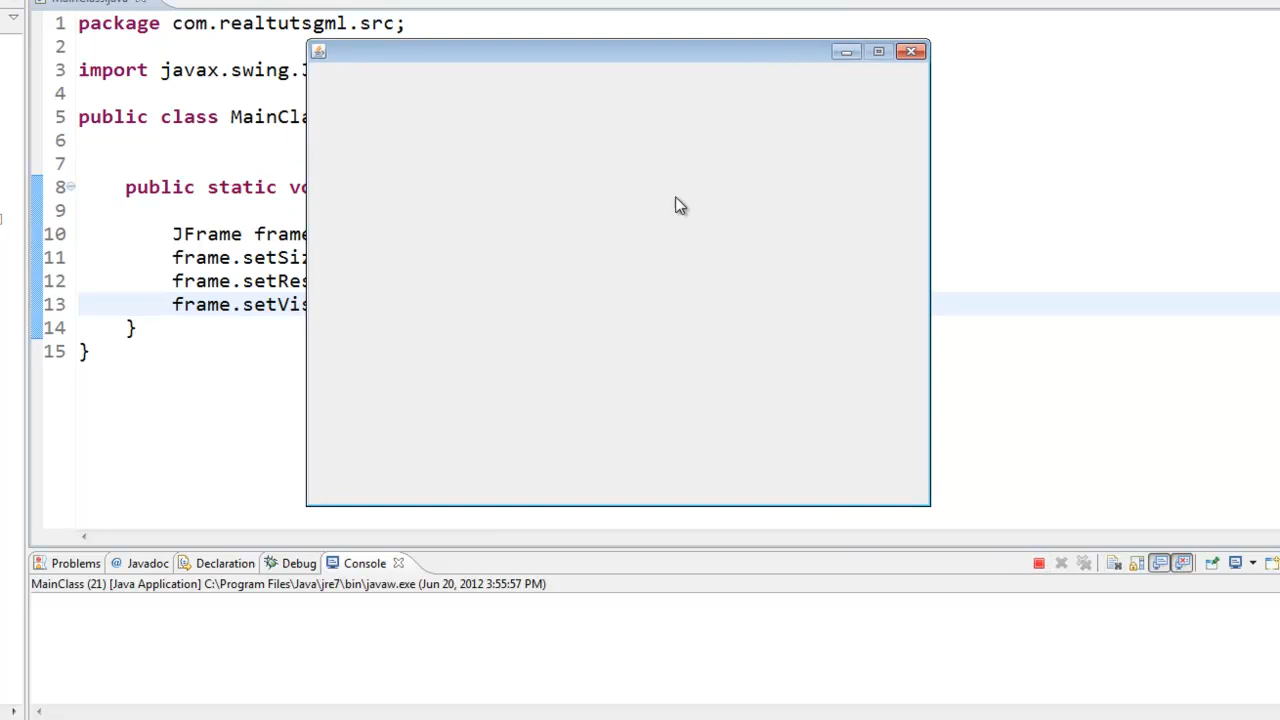 1 package com.realtutsgml.src;
2
3 import javax.swing.
4
5 public class MainCla
6
7
8 public static vo
9
10 JFrame frame
11 frame.setSiz
12 frame.setRes
13 frame.setVis
14 }
15 }
Problems @ Javadoc Declaration Debug Console
MainClass (21) [Java Application] C:\Program Files\Java\jre7\bin\javaw.exe (Jun 20, 2012 3:55:57 PM)